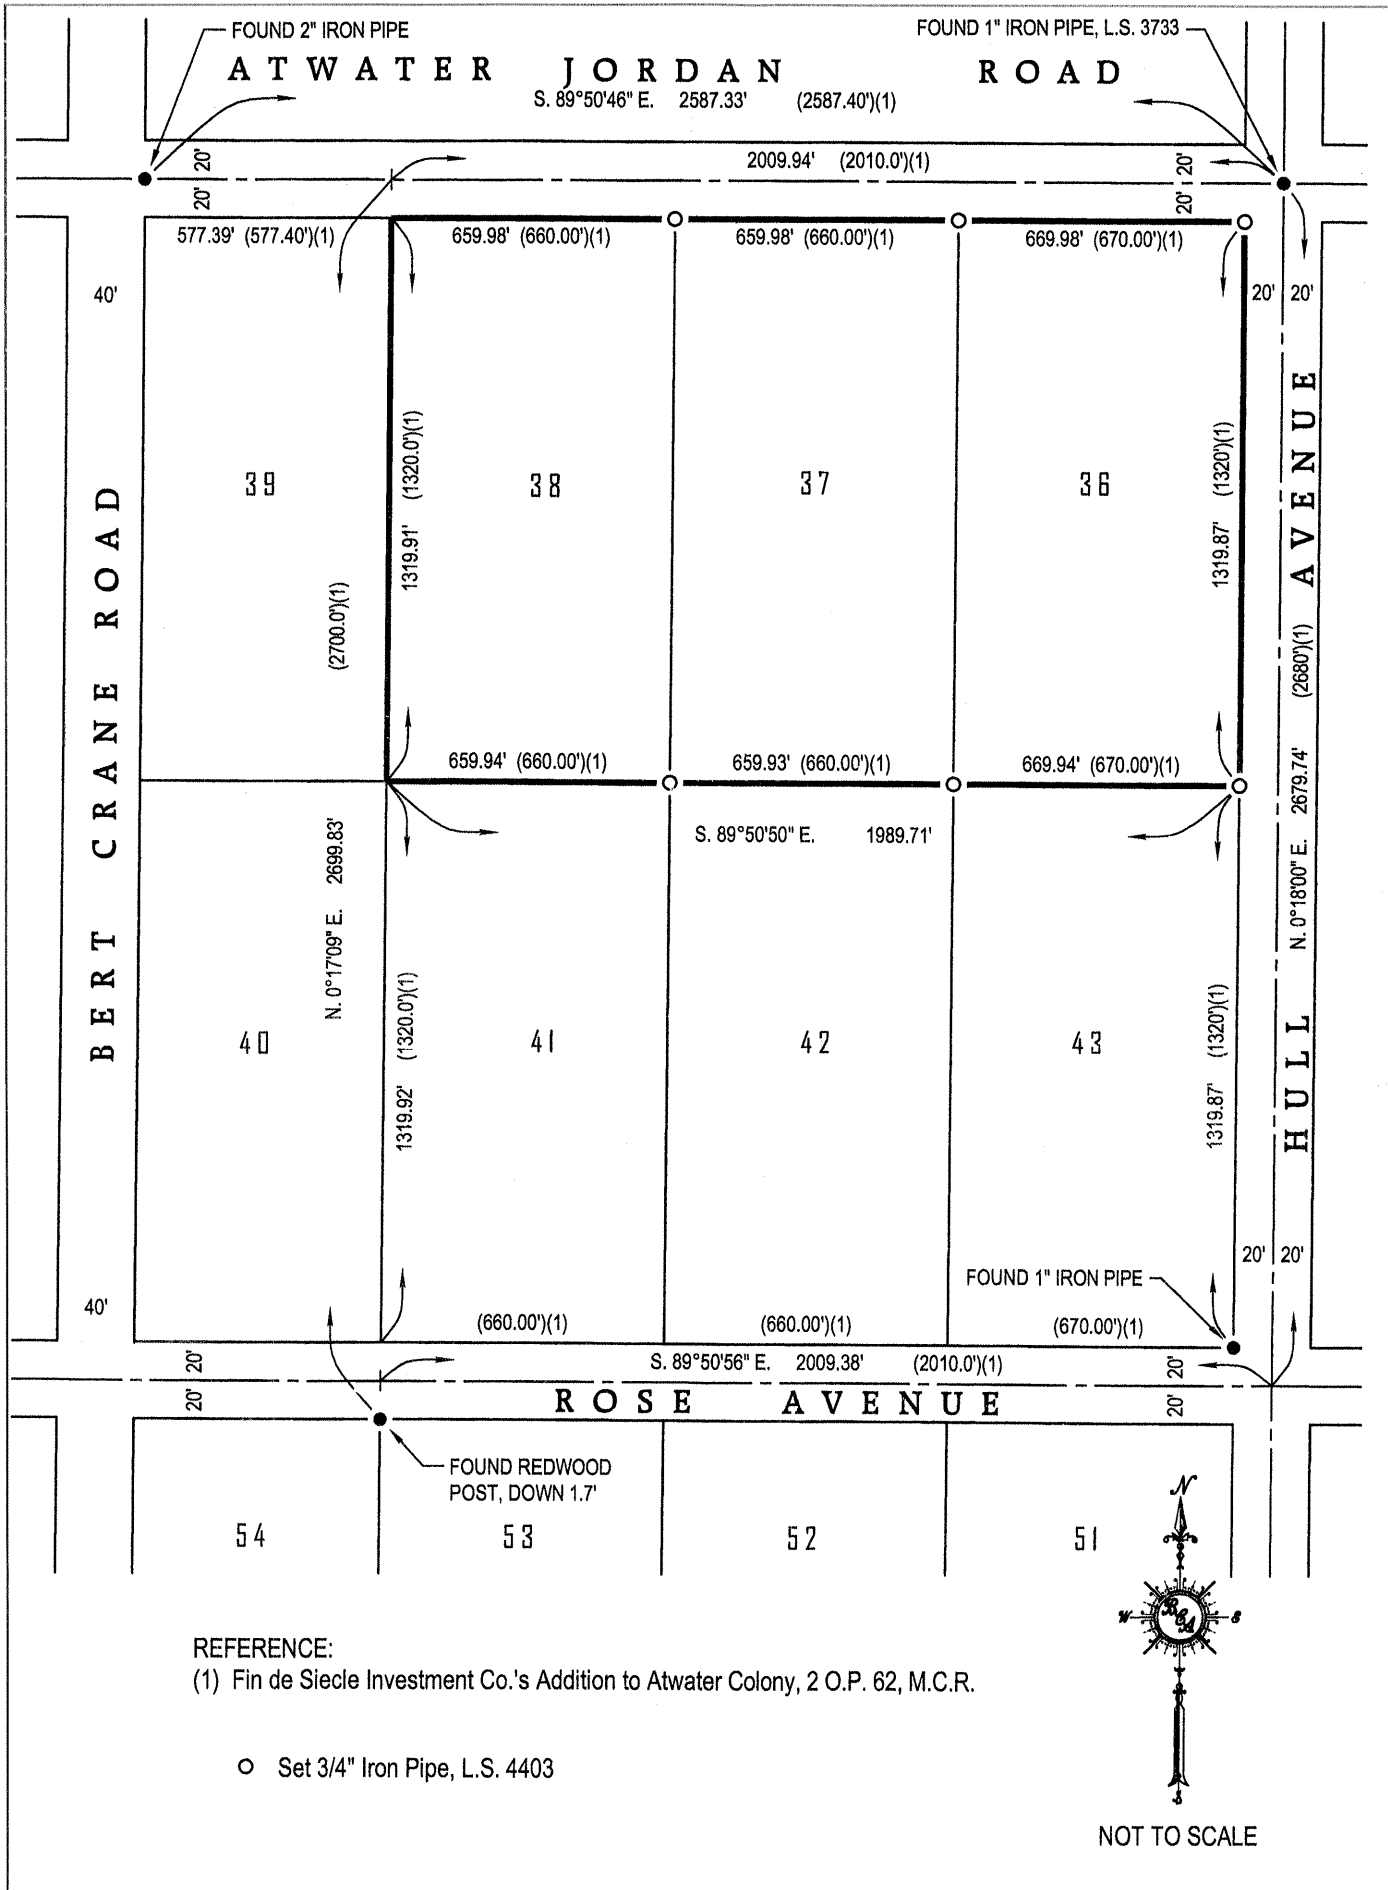 FOUND 2" IRON PIPE
FOUND 1" IRON PIPE, L.S. 3733
ATWATER JORDAN ROAD
S. 89°50'46" E. 2587.33' (2587.40')(1)
20'
20'
2009.94' (2010.0')(1)
20'
20'
577.39' (577.40')(1)
659.98' (660.00')(1)
659.98' (660.00')(1)
669.98' (670.00')(1)
40'
20'
20'
BERT CRANE ROAD
39
38
37
36
1319.91' (1320.0')(1)
1319.87' (1320')(1)
HULL AVENUE
N. 0°18'00" E. 2679.74' (2680')(1)
N. 0°17'09" E. 2699.83' (2700.0')(1)
659.94' (660.00')(1)
659.93' (660.00')(1)
669.94' (670.00')(1)
S. 89°50'50" E. 1989.71'
40
41
42
43
1319.92' (1320.0')(1)
1319.87' (1320')(1)
20'
20'
FOUND 1" IRON PIPE
40'
(660.00')(1)
(660.00')(1)
(670.00')(1)
20'
20'
S. 89°50'56" E. 2009.38' (2010.0')(1)
20'
20'
ROSE AVENUE
FOUND REDWOOD
POST, DOWN 1.7'
54
53
52
51
N
W
BCA
E
S
REFERENCE:
(1) Fin de Siecle Investment Co.'s Addition to Atwater Colony, 2 O.P. 62, M.C.R.
Set 3/4" Iron Pipe, L.S. 4403
NOT TO SCALE